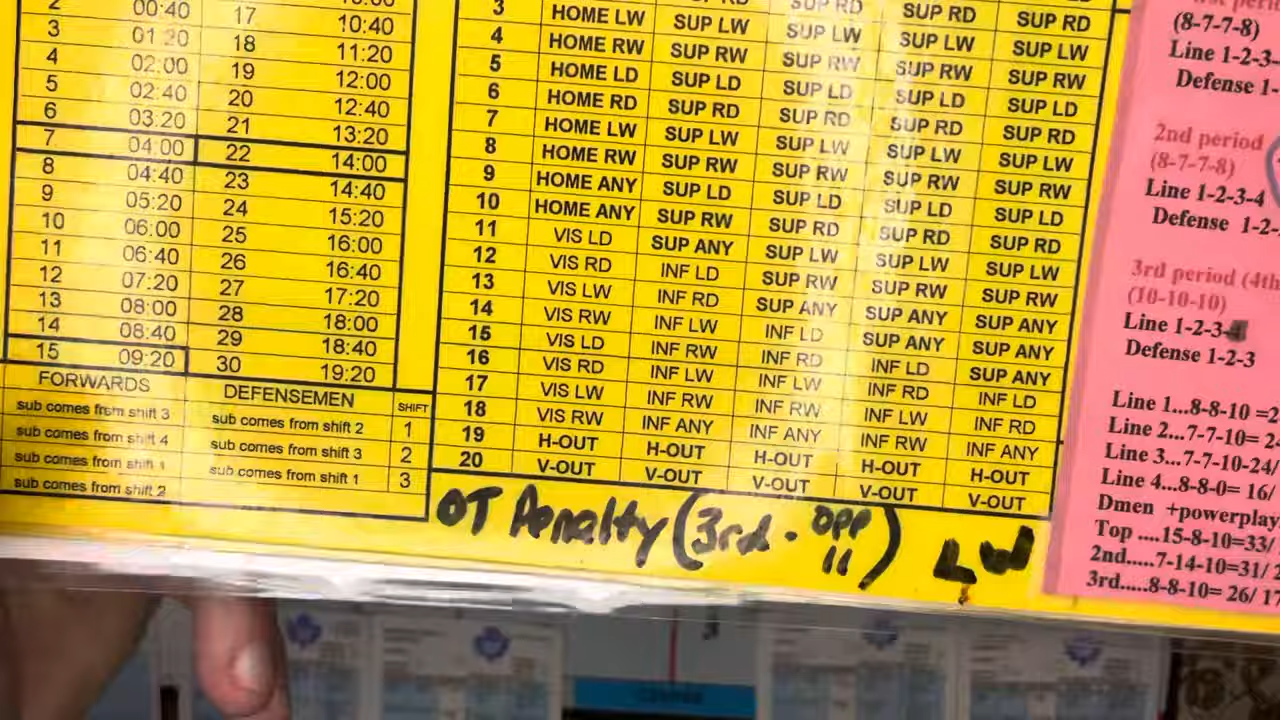 2 00:40 17 10:40
3 01:20 18 11:20
4 02:00 19 12:00
5 02:40 20 12:40
6 03:20 21 13:20
7 04:00 22 14:00
8 04:40 23 14:40
9 05:20 24 15:20
10 06:00 25 16:00
11 06:40 26 16:40
12 07:20 27 17:20
13 08:00 28 18:00
14 08:40 29 18:40
15 09:20 30 19:20
FORWARDS DEFENSEMEN SHIFT
sub comes from shift 3 sub comes from shift 2 1
sub comes from shift 4 sub comes from shift 3 2
sub comes from shift 1 sub comes from shift 1 3
sub comes from shift 2
3 HOME LW SUP LW SUP LW SUP RD SUP RD
4 HOME RW SUP RW SUP RW SUP LW SUP LW
5 HOME LD SUP LD SUP LD SUP RW SUP RW
6 HOME RD SUP RD SUP RD SUP LD SUP LD
7 HOME LW SUP LW SUP LW SUP RD SUP RD
8 HOME RW SUP RW SUP RW SUP LW SUP LW
9 HOME ANY SUP LD SUP LD SUP RW SUP RW
10 HOME ANY SUP RW SUP RD SUP LD SUP LD
11 VIS LD SUP ANY SUP LW SUP RD SUP RD
12 VIS RD INF LD SUP RW SUP LW SUP LW
13 VIS LW INF RD SUP ANY SUP RW SUP RW
14 VIS RW INF LW INF LD SUP ANY SUP ANY
15 VIS LD INF RW INF RD SUP ANY SUP ANY
16 VIS RD INF LW INF LW INF LD SUP ANY
17 VIS LW INF RW INF RW INF RD INF LD
18 VIS RW INF ANY INF ANY INF LW INF RD
19 H-OUT H-OUT H-OUT INF RW INF ANY
20 V-OUT V-OUT V-OUT H-OUT H-OUT
V-OUT V-OUT
OT Penalty (3rd. opp 11) LW
(8-7-7-8)
Line 1-2-3-
Defense 1-
2nd period
(8-7-7-8)
Line 1-2-3-4
Defense 1-2-
3rd period (4th
(10-10-10)
Line 1-2-3-4
Defense 1-2-3
Line 1...8-8-10 =2
Line 2...7-7-10= 2
Line 3...7-7-10-24/
Line 4...8-8-0= 16/
Dmen +powerplay
Top ....15-8-10=33/
2nd.....7-14-10=31/
3rd.....8-8-10= 26/ 17